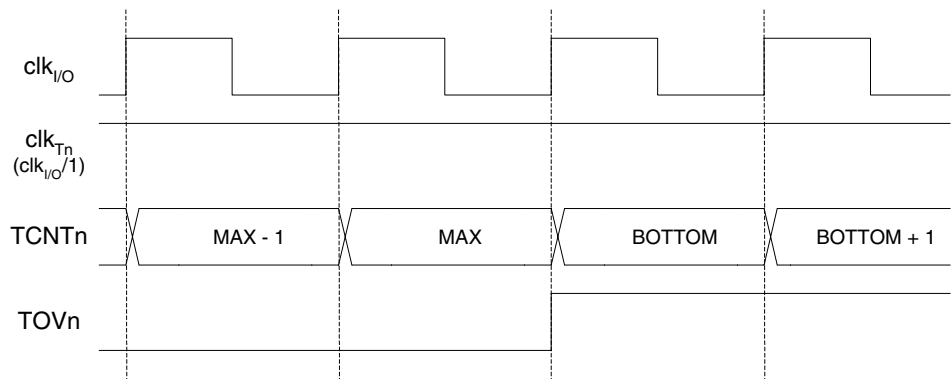 clkI/O
clkTn
(clkI/O/1)
TCNTn
MAX - 1
MAX
BOTTOM
BOTTOM + 1
TOVn